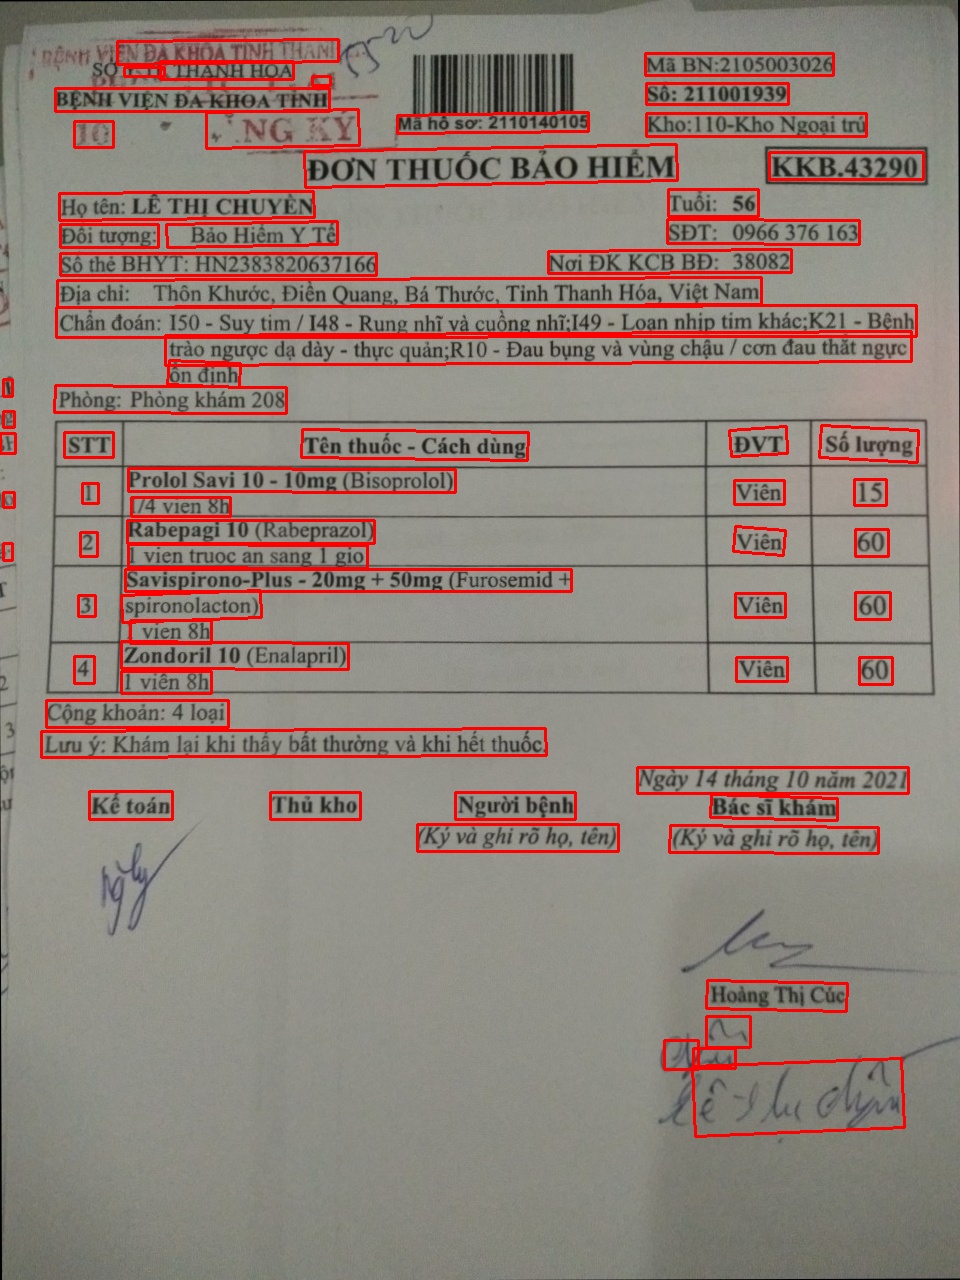 BỆNH VIỆN ĐA KHOA TỈNH THANH
SỞ Y TẾ THANH HÓA
BỆNH VIỆN ĐA KHOA TỈNH
10
NG KÝ
Mã hồ sơ: 2110140105
Mã BN:2105003026
Số: 211001939
Kho:110-Kho Ngoại trú
ĐƠN THUỐC BẢO HIỂM
KKB.43290
Họ tên: LÊ THỊ CHUYỀN Tuổi: 56
Đối tượng: Bảo Hiểm Y Tế SĐT: 0966 376 163
Số thẻ BHYT: HN2383820637166 Nơi ĐK KCB BĐ: 38082
Địa chỉ: Thôn Khước, Điền Quang, Bá Thước, Tỉnh Thanh Hóa, Việt Nam
Chẩn đoán: I50 - Suy tim / I48 - Rung nhĩ và cuồng nhĩ;I49 - Loạn nhịp tim khác;K21 - Bệnh
trào ngược dạ dày - thực quản;R10 - Đau bụng và vùng chậu / cơn đau thắt ngực
ổn định
Phòng: Phòng khám 208
STT Tên thuốc - Cách dùng ĐVT Số lượng
1 Prolol Savi 10 - 10mg (Bisoprolol) Viên 15
1/4 viên 8h
2 Rabepagi 10 (Rabeprazol) Viên 60
1 vien truoc an sang 1 gio
3 Savispirono-Plus - 20mg + 50mg (Furosemid +
spironolacton) Viên 60
1 viên 8h
4 Zondoril 10 (Enalapril) Viên 60
1 viên 8h
Cộng khoản: 4 loại
Lưu ý: Khám lại khi thấy bất thường và khi hết thuốc.
Ngày 14 tháng 10 năm 2021
Kế toán Thủ kho Người bệnh Bác sĩ khám
(Ký và ghi rõ họ, tên) (Ký và ghi rõ họ, tên)
Hoàng Thị Cúc